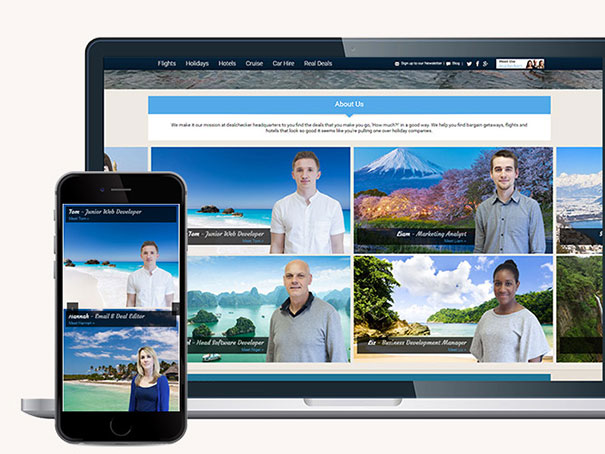 Flights Holidays Hotels Cruise Car Hire Real Deals
Sign up to our Newsletter | Blog |
About Us
We make it our mission at dealchecker headquarters to find the deals that you make you go, 'How much?!' in a good way. We help you find bargain getaways, flights and
hotels that look so good it seems like you're pulling one over holiday companies.
Tom - Junior Web Developer
Liam - Marketing Analyst
Meet Liam >
- Head Software Developer
Meet Nigel >
Liz - Business Development Manager
Meet Liz >
Tom - Junior Web Developer
Meet Tom >
Hannah - Email & Deal Editor
Meet Hannah >